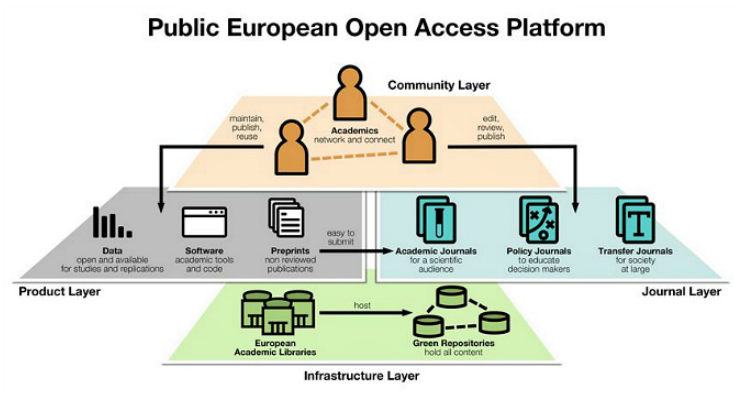 Public European Open Access Platform
Community Layer
maintain,
publish,
reuse
Academics
network and connect
edit,
review,
publish
Data
open and available
for studies and replications
Software
academic tools
and code
Preprints
non reviewed
publications
easy to
submit
Academic Journals
for a scientific
audience
Policy Journals
to educate
decision makers
T
Transfer Journals
for society
at large
Product Layer
Journal Layer
European
Academic Libraries
host
Green Repositories
hold all content
Infrastructure Layer